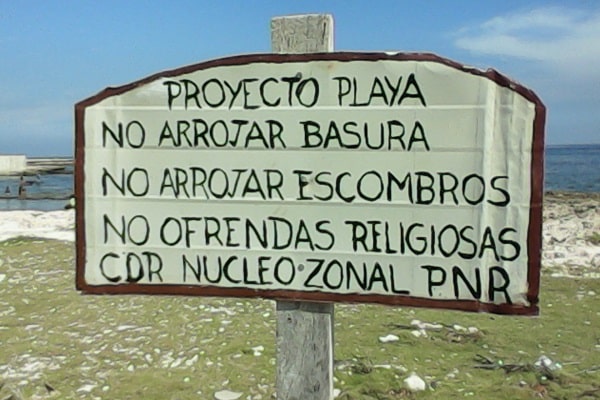 PROYECTO PLAYA
NO ARROJAR BASURA
NO ARROJAR ESCOMBROS
NO OFRENDAS RELIGIOSAS
CDR NUCLEO ZONAL PNR